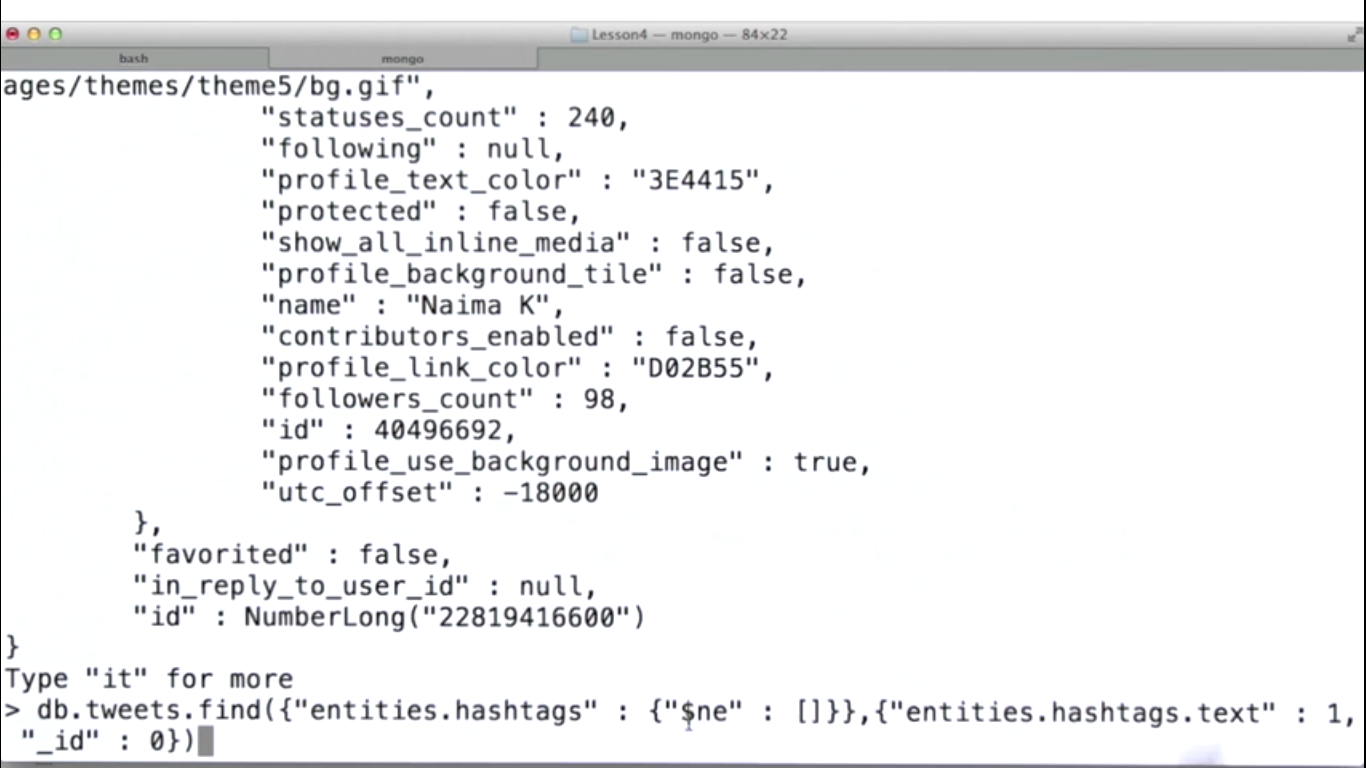 Lesson4 — mongo — 84×22
bash mongo
ages/themes/theme5/bg.gif",
"statuses_count" : 240,
"following" : null,
"profile_text_color" : "3E4415",
"protected" : false,
"show_all_inline_media" : false,
"profile_background_tile" : false,
"name" : "Naima K",
"contributors_enabled" : false,
"profile_link_color" : "D02B55",
"followers_count" : 98,
"id" : 40496692,
"profile_use_background_image" : true,
"utc_offset" : -18000
},
"favorited" : false,
"in_reply_to_user_id" : null,
"id" : NumberLong("22819416600")
}
Type "it" for more
> db.tweets.find({"entities.hashtags" : {"$ne" : []}},{"entities.hashtags.text" : 1,
"_id" : 0})